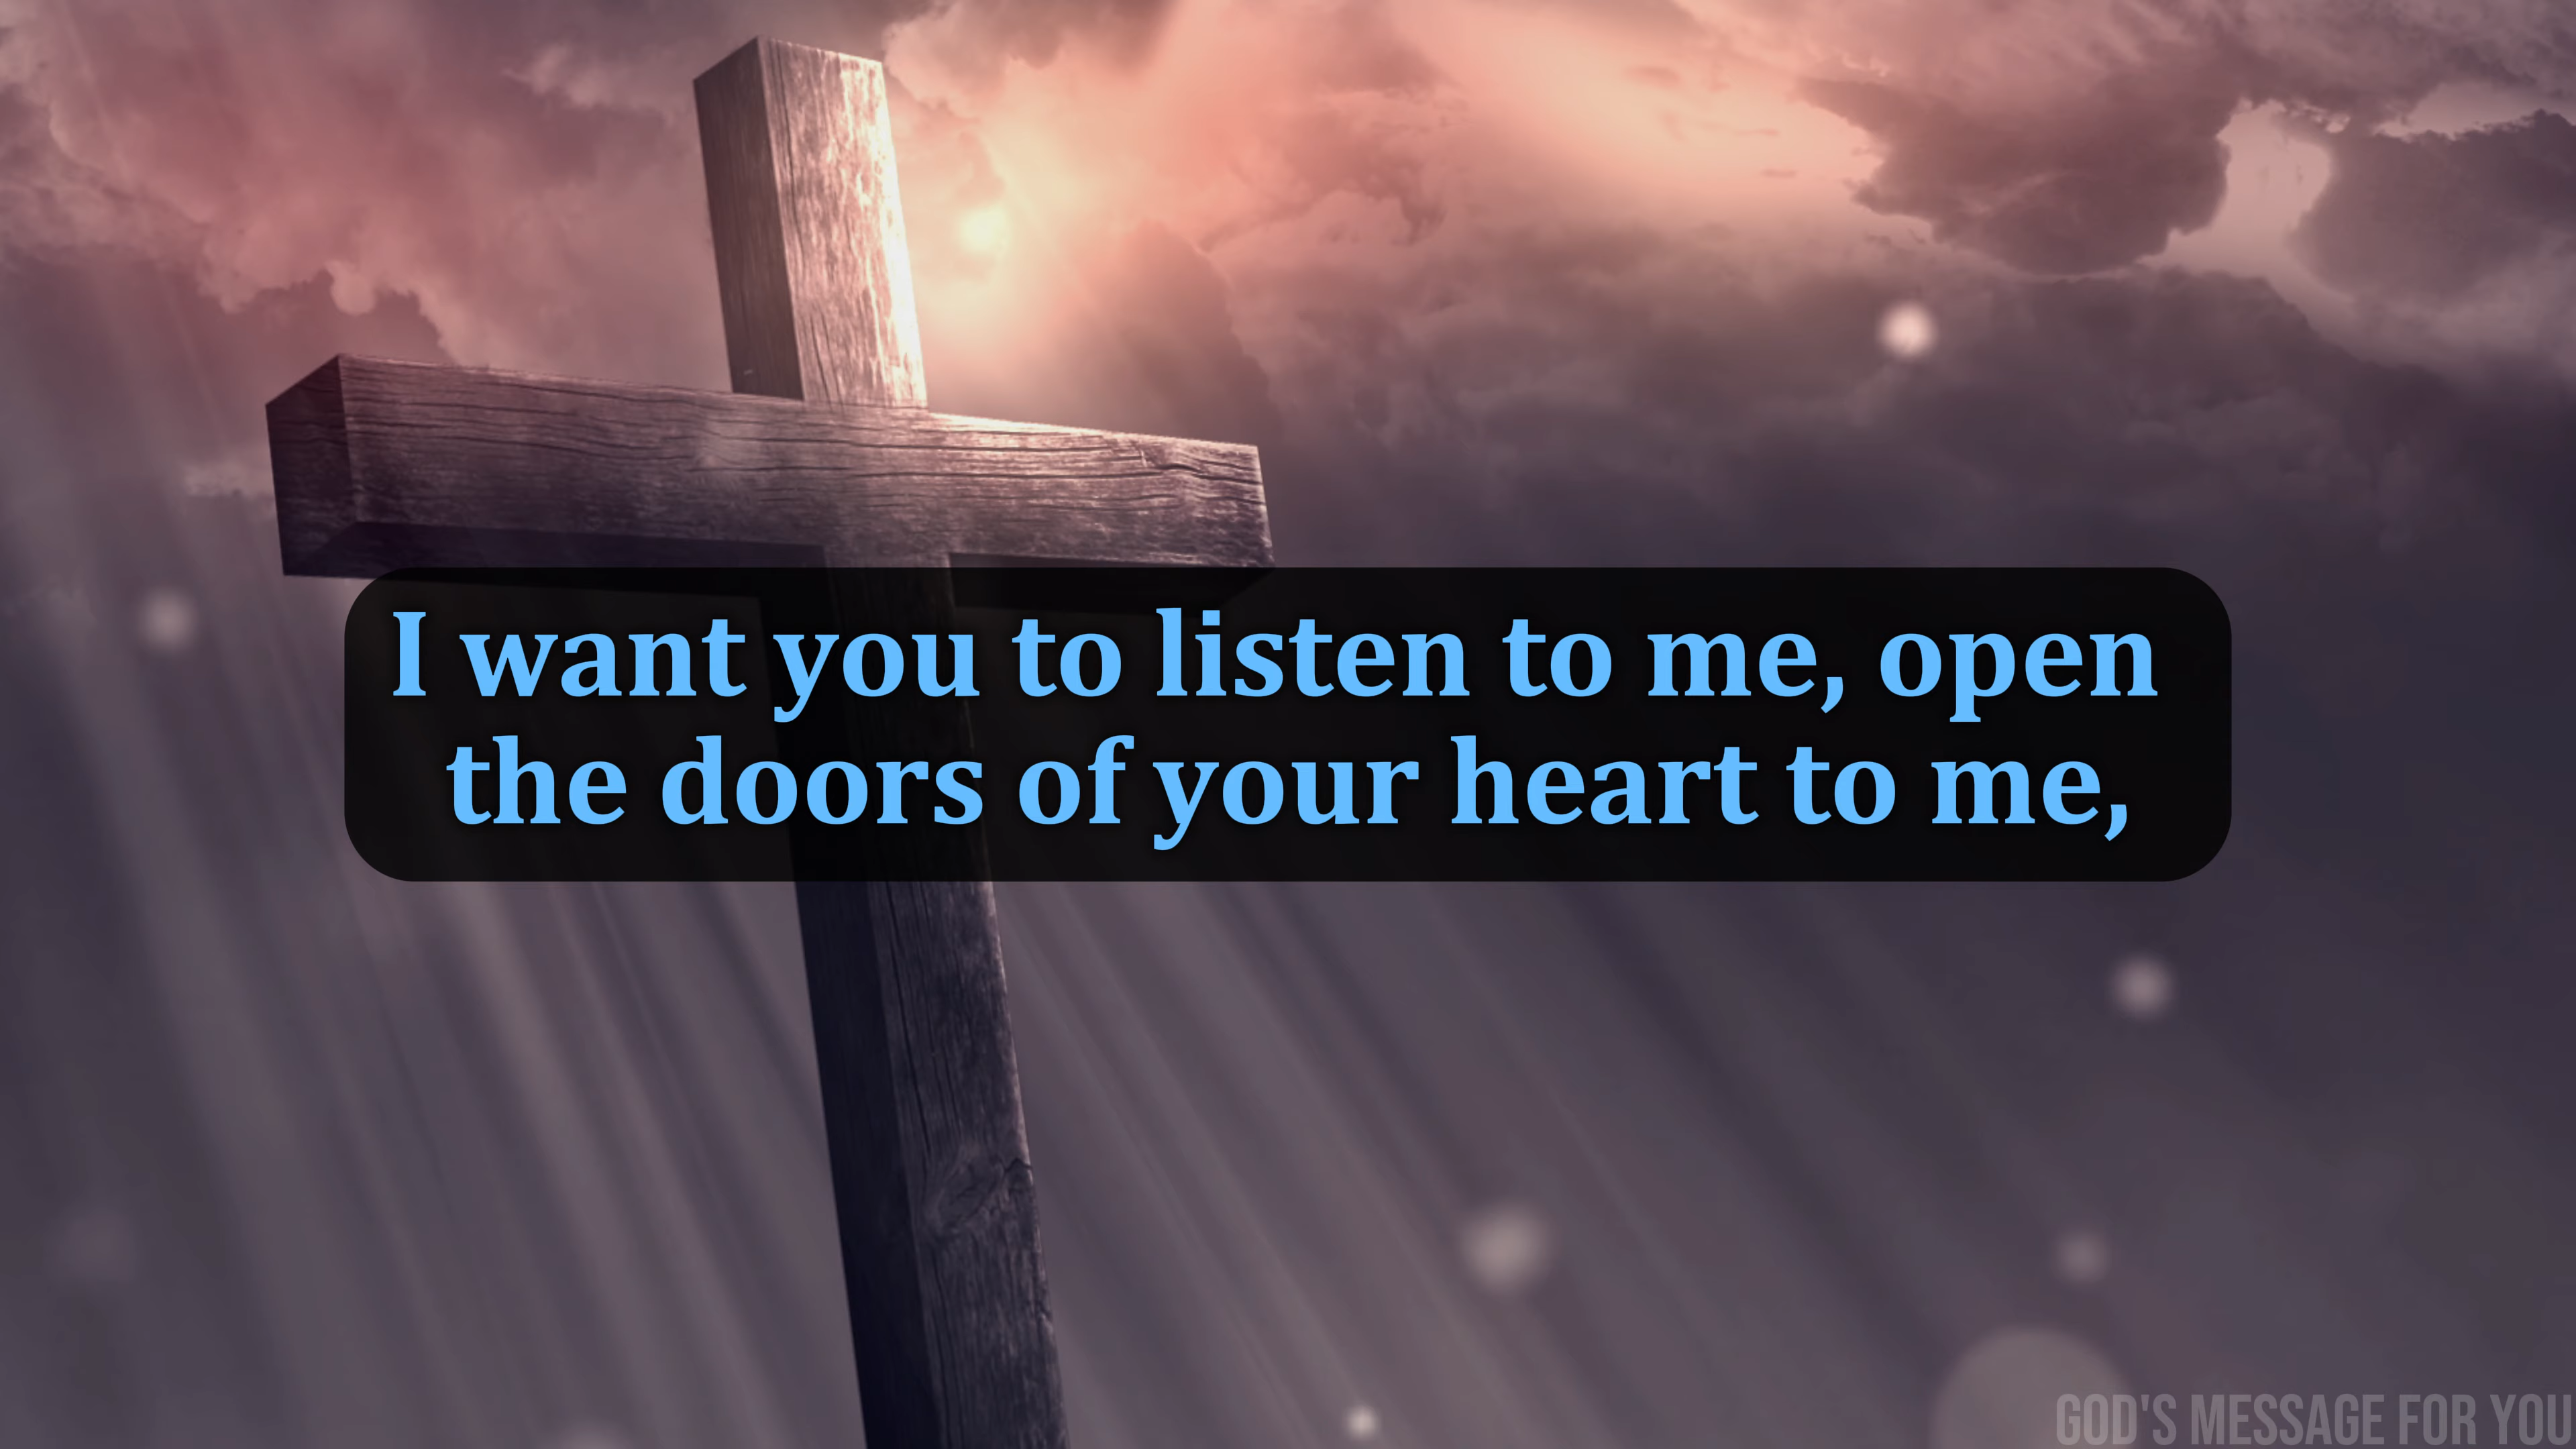 I want you to listen to me, open
the doors of your heart to me,
GOD'S MESSAGE FOR YOU